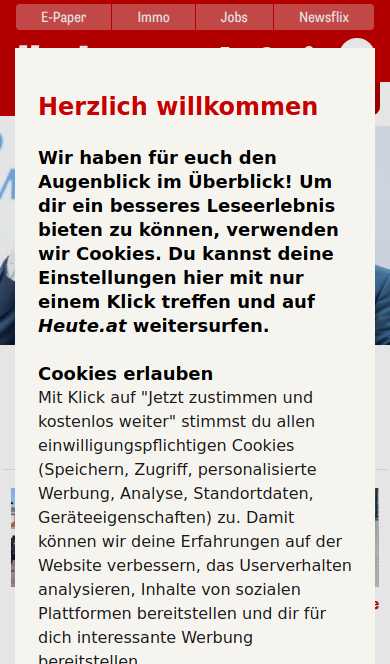 E-Paper
Immo
Jobs
Newsflix
Herzlich willkommen
Wir haben für euch den
Augenblick im Überblick! Um
dir ein besseres Leseerlebnis
bieten zu können, verwenden
wir Cookies. Du kannst deine
Einstellungen hier mit nur
einem Klick treffen und auf
Heute.at weitersurfen.
Cookies erlauben
Mit Klick auf "Jetzt zustimmen und
kostenlos weiter" stimmst du allen
einwilligungspflichtigen Cookies
(Speichern, Zugriff, personalisierte
Werbung, Analyse, Standortdaten,
Geräteeigenschaften) zu. Damit
können wir deine Erfahrungen auf der
Website verbessern, das Userverhalten
analysieren, Inhalte von sozialen
Plattformen bereitstellen und dir für
dich interessante Werbung
bereitstellen